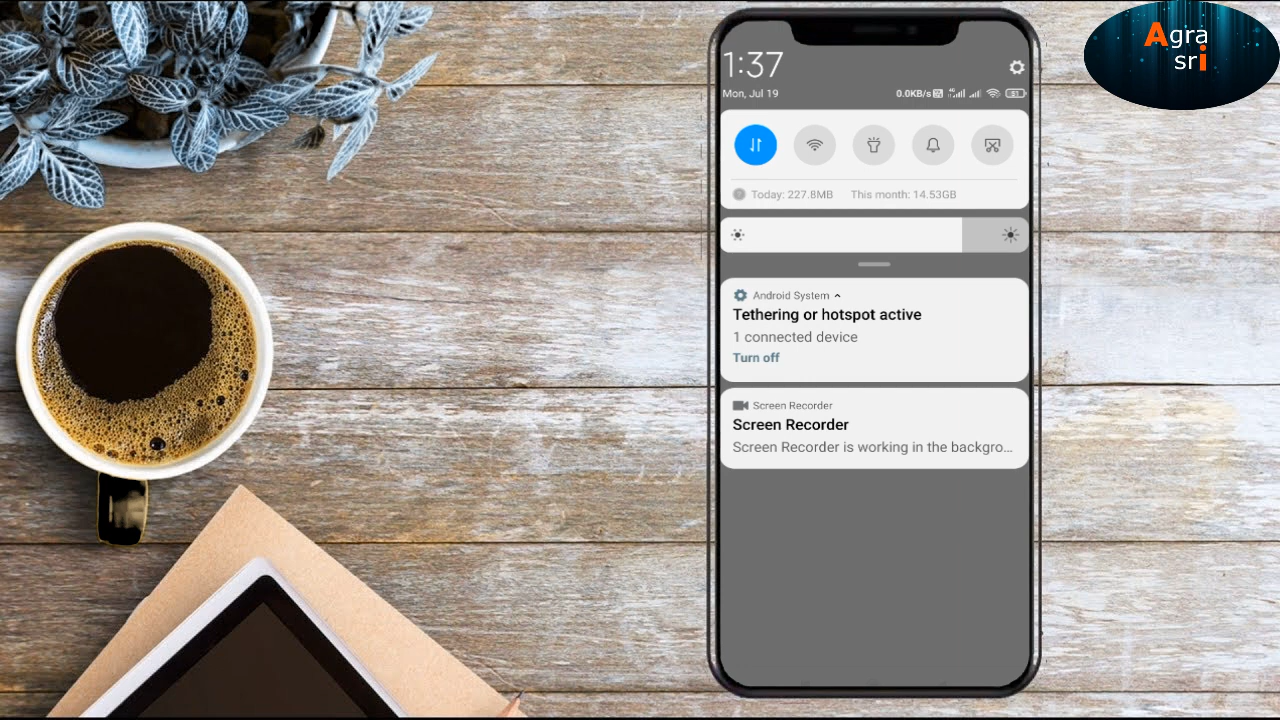 Agra
sri
1:37
Mon, Jul 19
0.0KB/s
4G
51
Today: 227.8MB
This month: 14.53GB
Android System
Tethering or hotspot active
1 connected device
Turn off
Screen Recorder
Screen Recorder
Screen Recorder is working in the backgro...